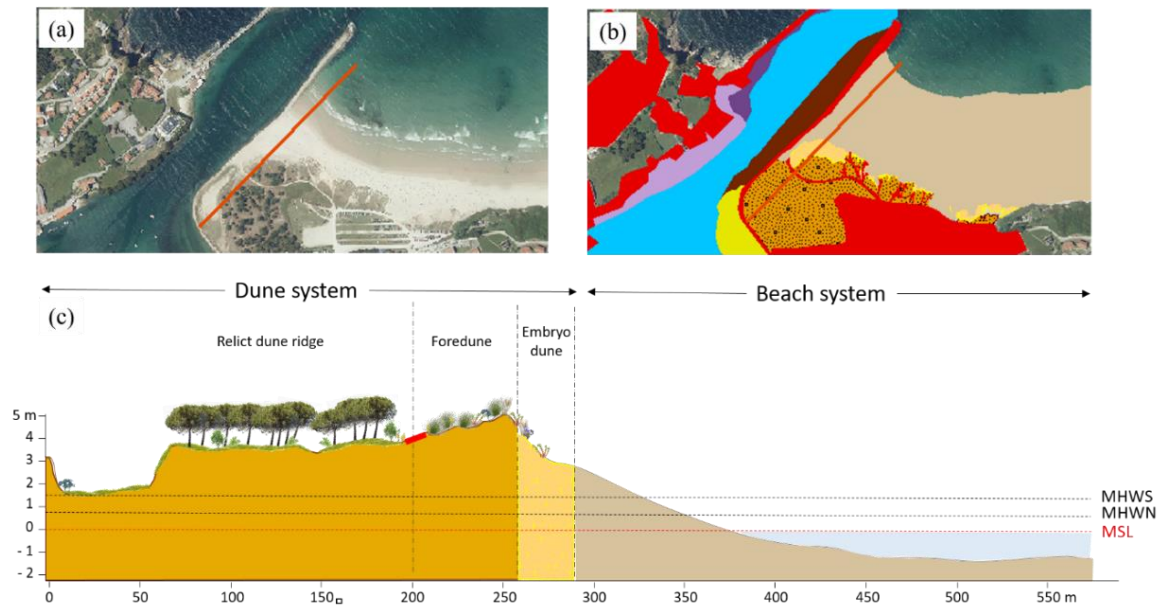 (a)
(b)
Dune system
Beach system
(c)
Relict dune ridge
Foredune
Embryo
dune
5 m
4
3
2
1
0
- 1
- 2
MHWS
MHWN
MSL
0
50
100
150
200
250
300
350
400
450
500
550 m